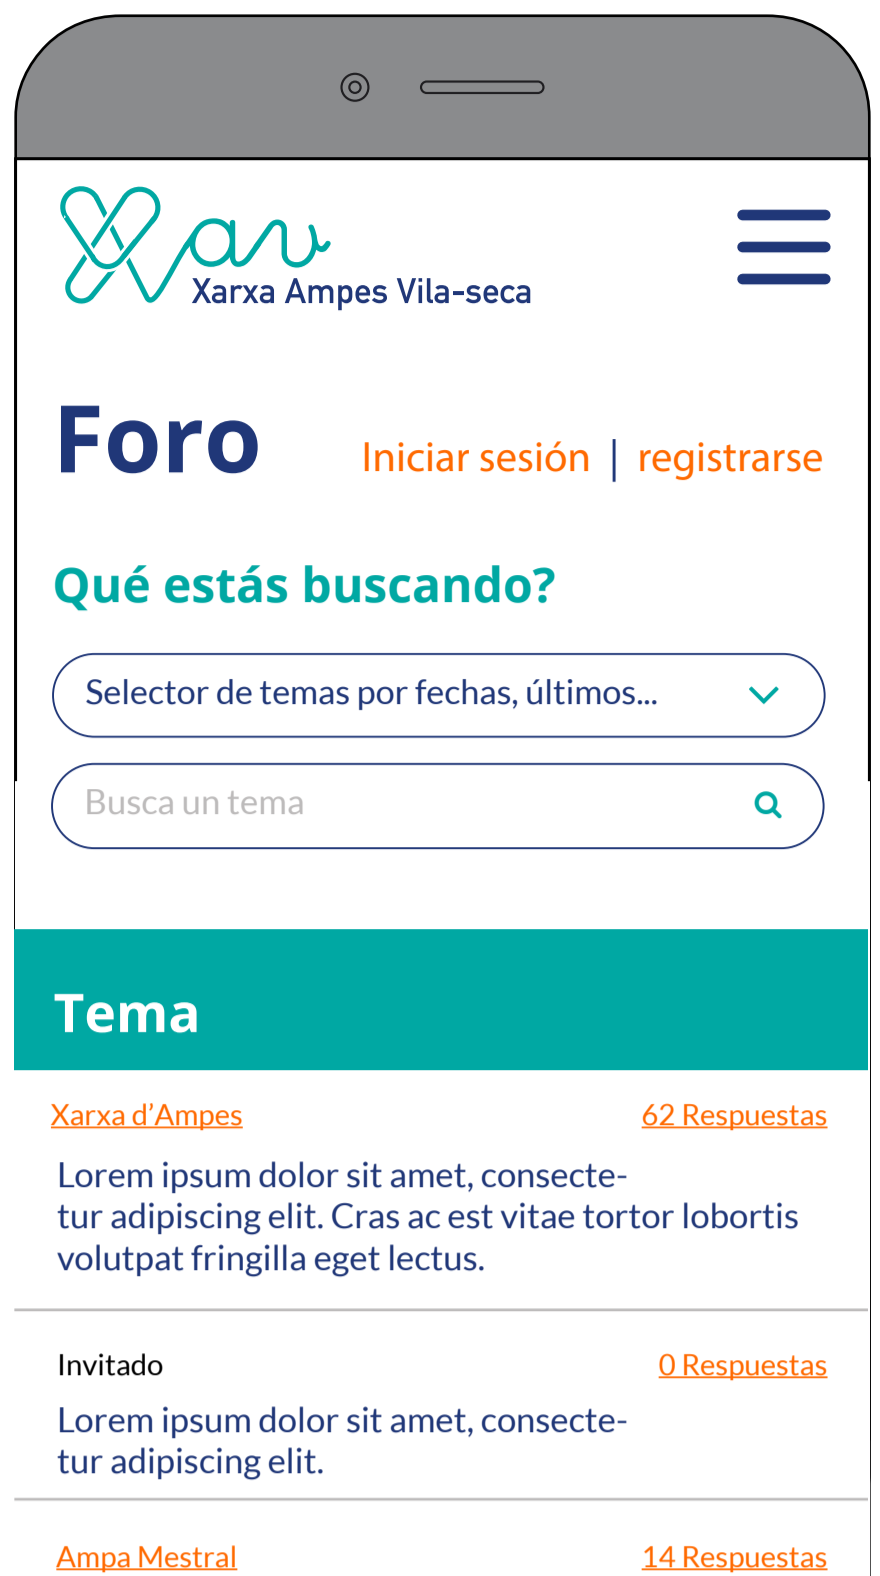 Xav
Xarxa Ampes Vila-seca
Foro
Iniciar sesión | registrarse
Qué estás buscando?
Selector de temas por fechas, últimos...
Busca un tema
Tema
Xarxa d’Ampes 62 Respuestas
Lorem ipsum dolor sit amet, consecte-
tur adipiscing elit. Cras ac est vitae tortor lobortis
volutpat fringilla eget lectus.
Invitado 0 Respuestas
Lorem ipsum dolor sit amet, consecte-
tur adipiscing elit.
Ampa Mestral 14 Respuestas